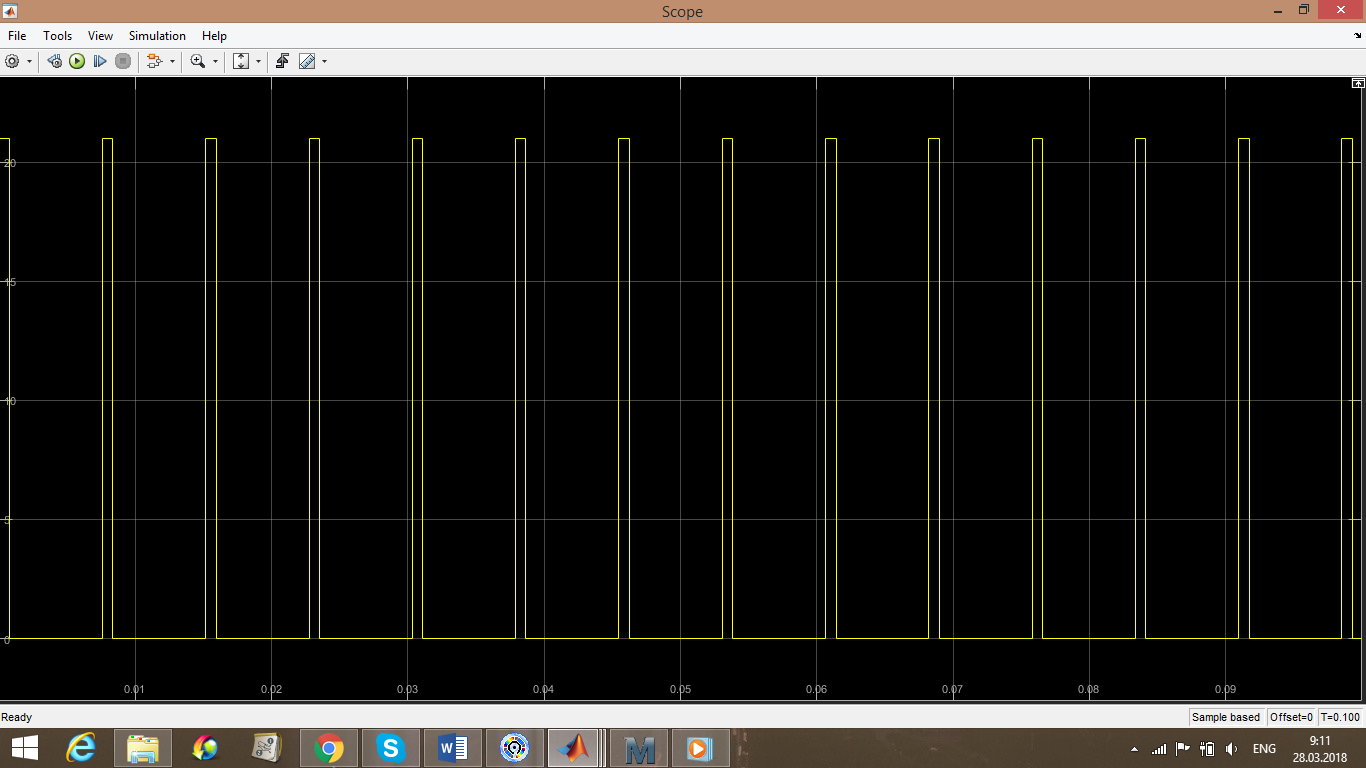 Scope
File Tools View Simulation Help
20
15
10
5
0
0.01 0.02 0.03 0.04 0.05 0.06 0.07 0.08 0.09
Ready
Sample based Offset=0 T=0.100
ENG
9:11
28.03.2018